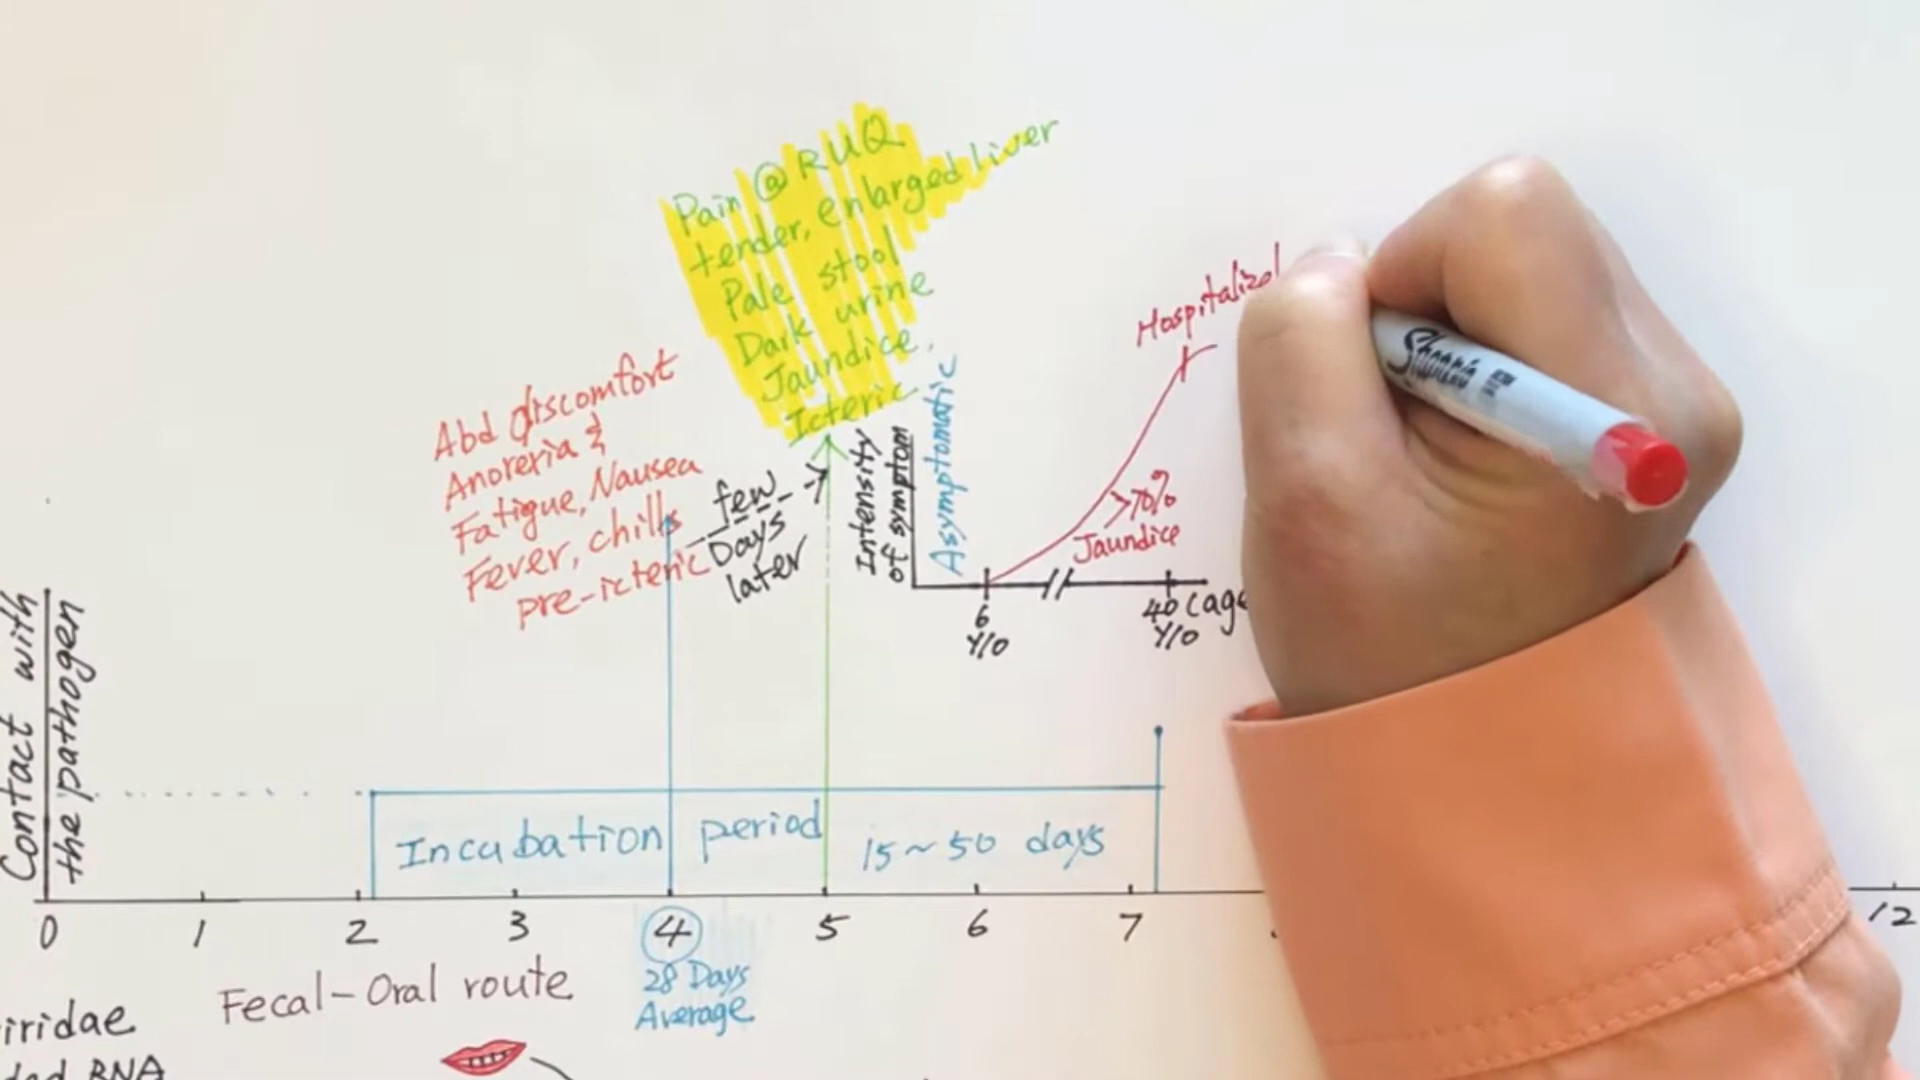 Pain @ RUQ
tender, enlarged liver
Pale stool
Dark urine
Jaundice,
Icteric
Abd discomfort
Anorexia &
Fatigue, Nausea
Fever, chills
pre-icteric
few
Days
later
Intensity
of symptom
Asymptomatic
Hospitalized
>70%
Jaundice
6
Y/O
40
Y/O
(age
Sharpie
Contact with
the pathogen
Incubation period 15~50 days
0 1 2 3 4 5 6 7 12
28 Days
Average
Fecal-Oral route
iridae
ded RNA